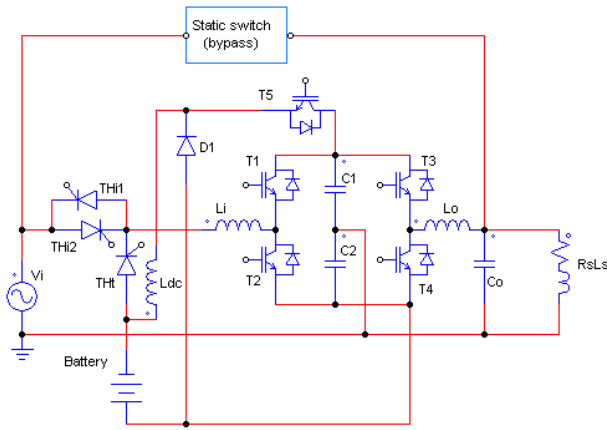 Static switch
(bypass)
T5
D1
T1
T3
C1
THi1
Li
Lo
THi2
C2
RsLs
Vi
THt
Ldc
T2
T4
Co
Battery